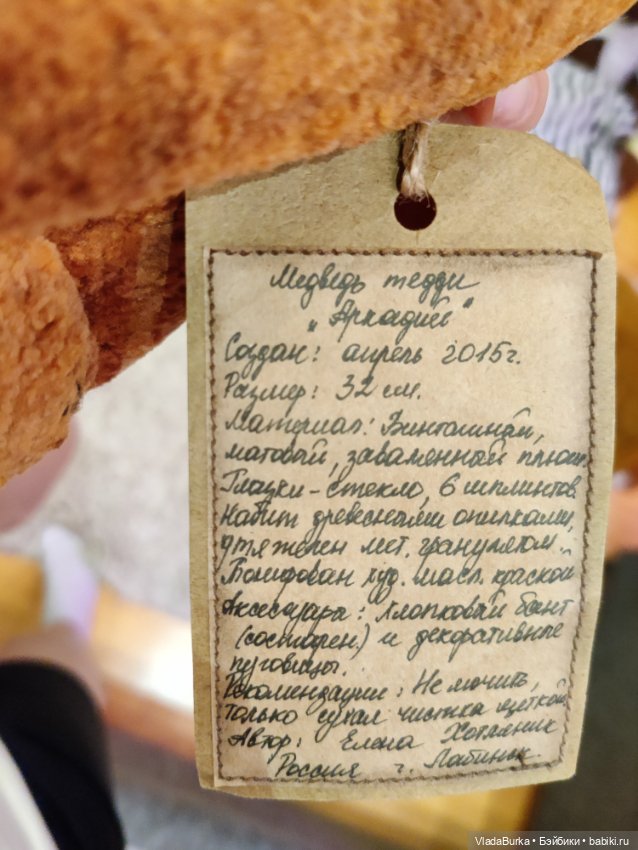 Медведь тедди
„Аркадий"
Создан: апрель 2015г.
Размер: 32 см.
Материал: Винтажный,
матовый, заваленный плюш.
Глазки – стекло, 6 шплинтов.
Набит древесными опилками,
утяжелен мет. гранулятом.
Тонирован худ. масл. краской
Аксессуары: хлопковый бант
(состарен.) и декоративные
пуговицы.
Рекомендации: Не мочить,
только сухая чистка щеткой
Автор: Елена
Россия г. Лабинск
VladaBurka • Бэйбики • babiki.ru